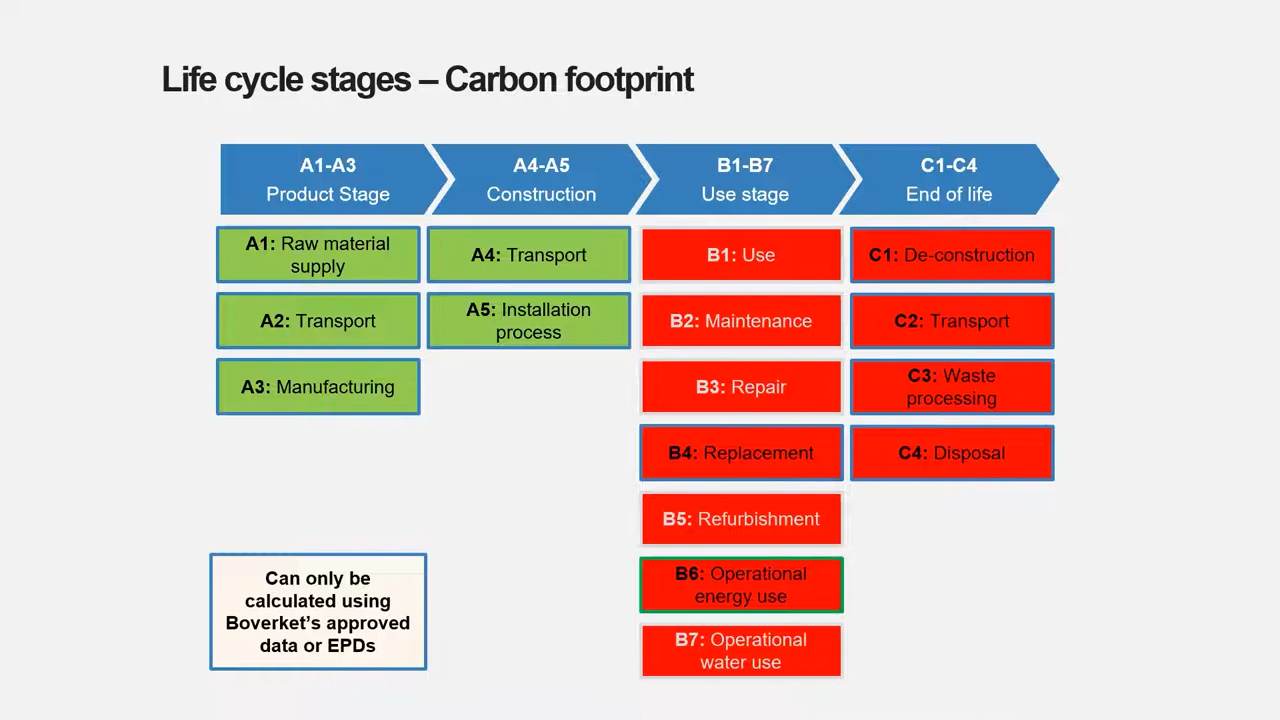 Life cycle stages – Carbon footprint
A1-A3
Product Stage
A4-A5
Construction
B1-B7
Use stage
C1-C4
End of life
A1: Raw material
supply
A2: Transport
A3: Manufacturing
A4: Transport
A5: Installation
process
B1: Use
B2: Maintenance
B3: Repair
B4: Replacement
B5: Refurbishment
B6: Operational
energy use
B7: Operational
water use
C1: De-construction
C2: Transport
C3: Waste
processing
C4: Disposal
Can only be
calculated using
Boverket’s approved
data or EPDs